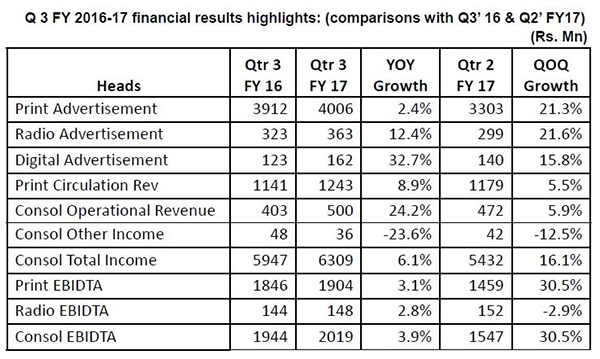 Q 3 FY 2016-17 financial results highlights: (comparisons with Q3’ 16 & Q2’ FY17)
(Rs. Mn)
Heads Qtr 3 FY 16 Qtr 3 FY 17 YOY Growth Qtr 2 FY 17 QOQ Growth
Print Advertisement 3912 4006 2.4% 3303 21.3%
Radio Advertisement 323 363 12.4% 299 21.6%
Digital Advertisement 123 162 32.7% 140 15.8%
Print Circulation Rev 1141 1243 8.9% 1179 5.5%
Consol Operational Revenue 403 500 24.2% 472 5.9%
Consol Other Income 48 36 -23.6% 42 -12.5%
Consol Total Income 5947 6309 6.1% 5432 16.1%
Print EBIDTA 1846 1904 3.1% 1459 30.5%
Radio EBIDTA 144 148 2.8% 152 -2.9%
Consol EBIDTA 1944 2019 3.9% 1547 30.5%